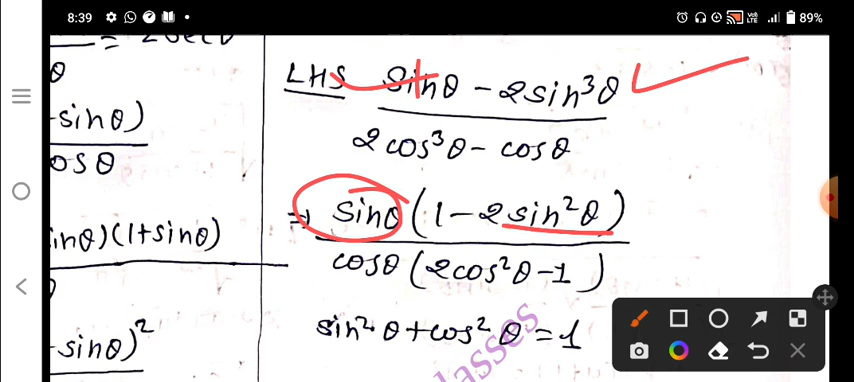 8:39
89%
θ
-sinθ)
osθ
inθ)(1+sinθ)
-sinθ)²
LHS sinθ - 2sin³θ
2cos³θ - cosθ
⇒ sinθ (1-2sin²θ)
cosθ (2cos²θ-1)
sin²θ+cos²θ=1
lasses